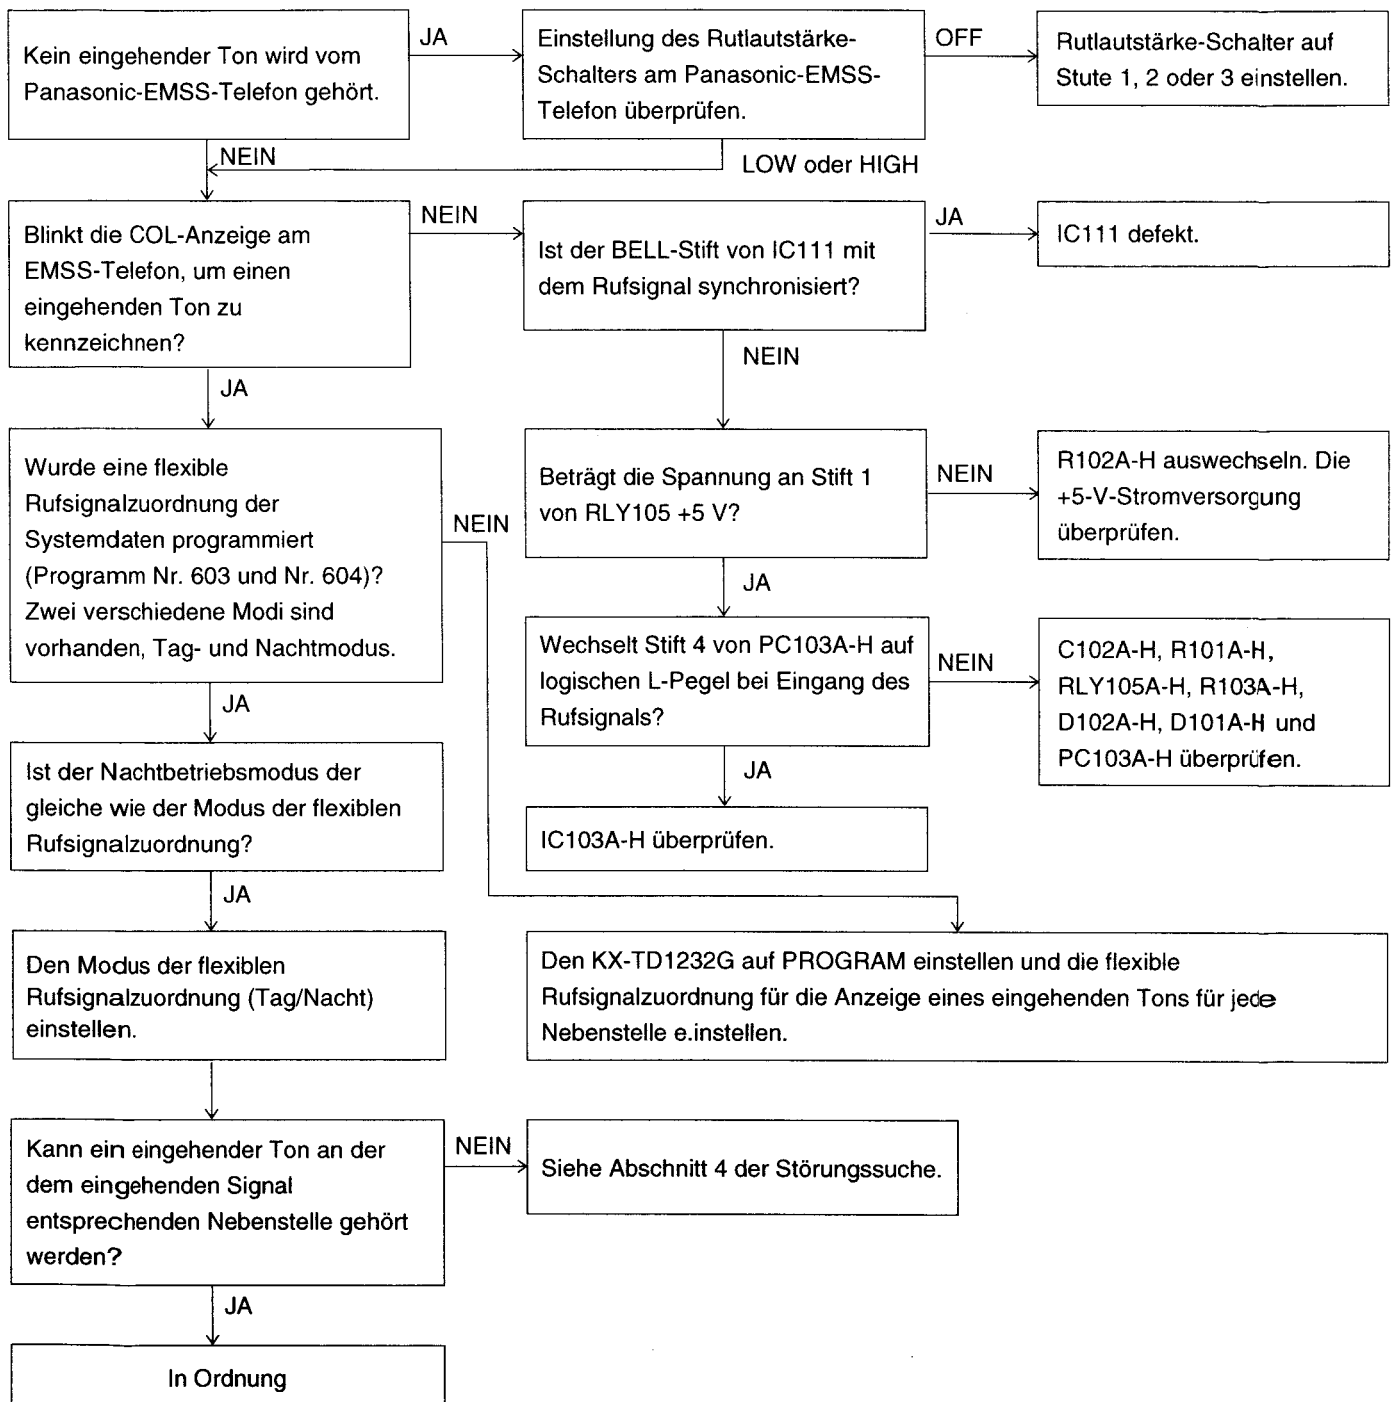 Kein eingehender Ton wird vom
Panasonic-EMSS-Telefon gehört.
JA
Einstellung des Rutlautstärke-
Schalters am Panasonic-EMSS-
Telefon überprüfen.
OFF
Rutlautstärke-Schalter auf
Stute 1, 2 oder 3 einstellen.
NEIN
LOW oder HIGH
Blinkt die COL-Anzeige am
EMSS-Telefon, um einen
eingehenden Ton zu
kennzeichnen?
NEIN
Ist der BELL-Stift von IC111 mit
dem Rufsignal synchronisiert?
JA
IC111 defekt.
JA
NEIN
Wurde eine flexible
Rufsignalzuordnung der
Systemdaten programmiert
(Programm Nr. 603 und Nr. 604)?
Zwei verschiedene Modi sind
vorhanden, Tag- und Nachtmodus.
NEIN
Beträgt die Spannung an Stift 1
von RLY105 +5 V?
NEIN
R102A-H auswechseln. Die
+5-V-Stromversorgung
überprüfen.
JA
JA
Wechselt Stift 4 von PC103A-H auf
logischen L-Pegel bei Eingang des
Rufsignals?
NEIN
C102A-H, R101A-H,
RLY105A-H, R103A-H,
D102A-H, D101A-H und
PC103A-H überprüfen.
Ist der Nachtbetriebsmodus der
gleiche wie der Modus der flexiblen
Rufsignalzuordnung?
JA
IC103A-H überprüfen.
JA
Den Modus der flexiblen
Rufsignalzuordnung (Tag/Nacht)
einstellen.
Den KX-TD1232G auf PROGRAM einstellen und die flexible
Rufsignalzuordnung für die Anzeige eines eingehenden Tons für jede
Nebenstelle e.instellen.
Kann ein eingehender Ton an der
dem eingehenden Signal
entsprechenden Nebenstelle gehört
werden?
NEIN
Siehe Abschnitt 4 der Störungssuche.
JA
In Ordnung